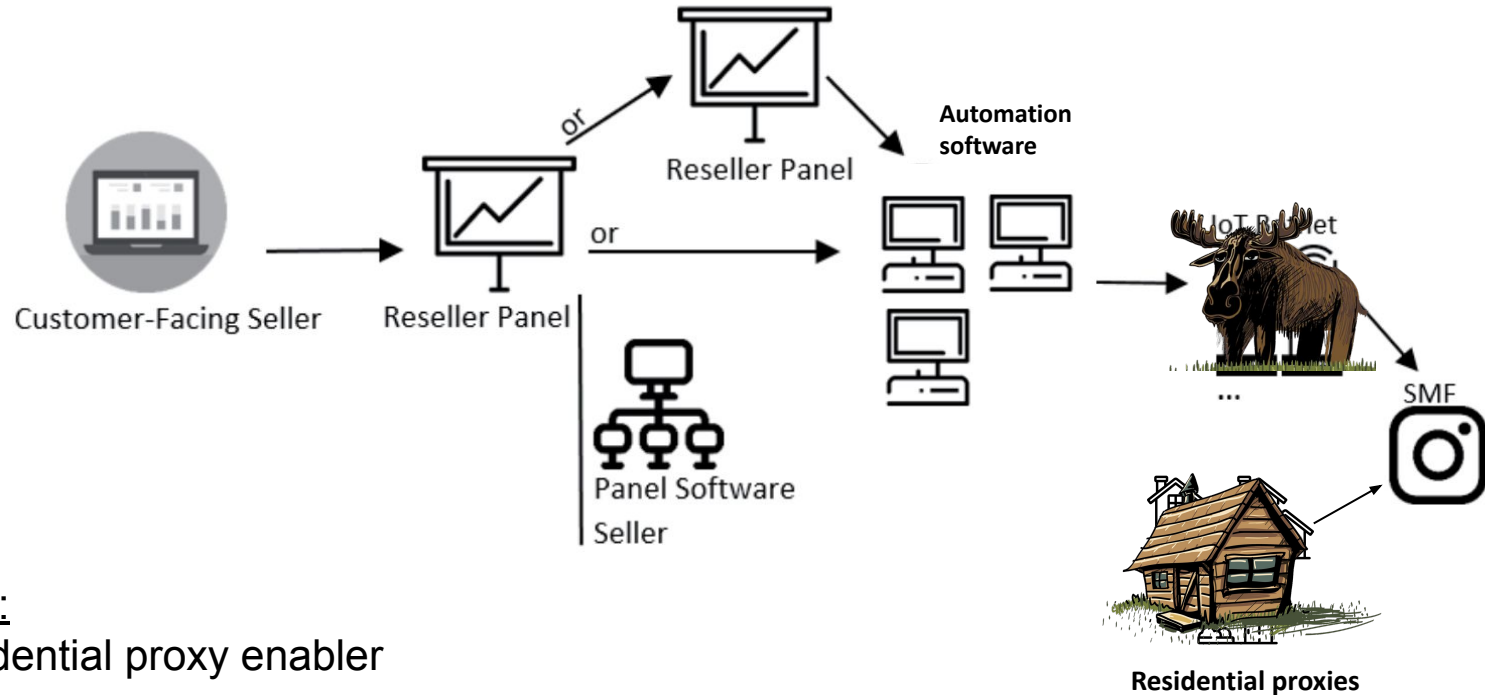 or
Reseller Panel
Automation
software
or
Customer-Facing Seller
Reseller Panel
IoT
SMF
...
Panel Software
Seller
:
dential proxy enabler
Residential proxies